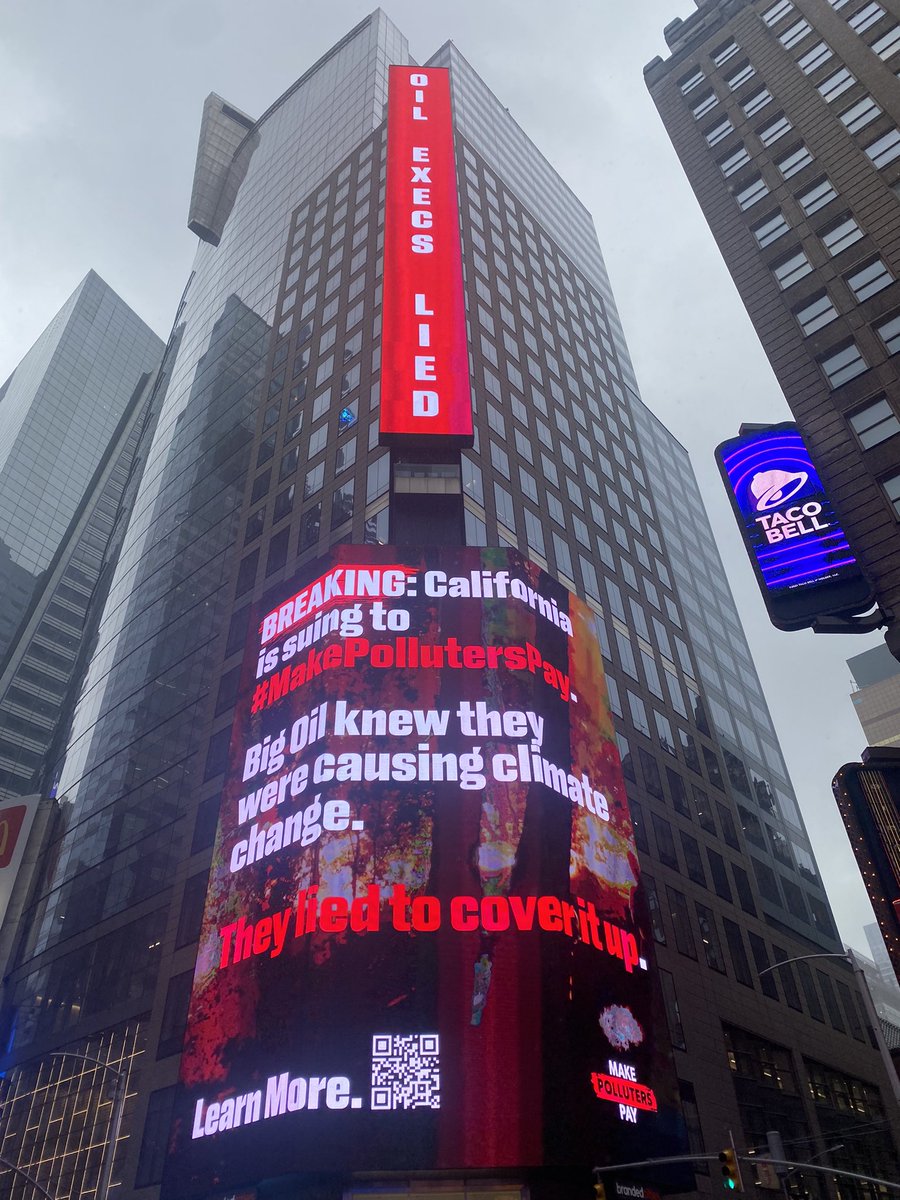 OIL EXECS LIED
TACO
BELL
BREAKING: California
is suing to
#MakePollutersPay.
Big Oil knew they
were causing climate
change.
They lied to cover it up.
Learn More.
MAKE
POLLUTERS
PAY
branded